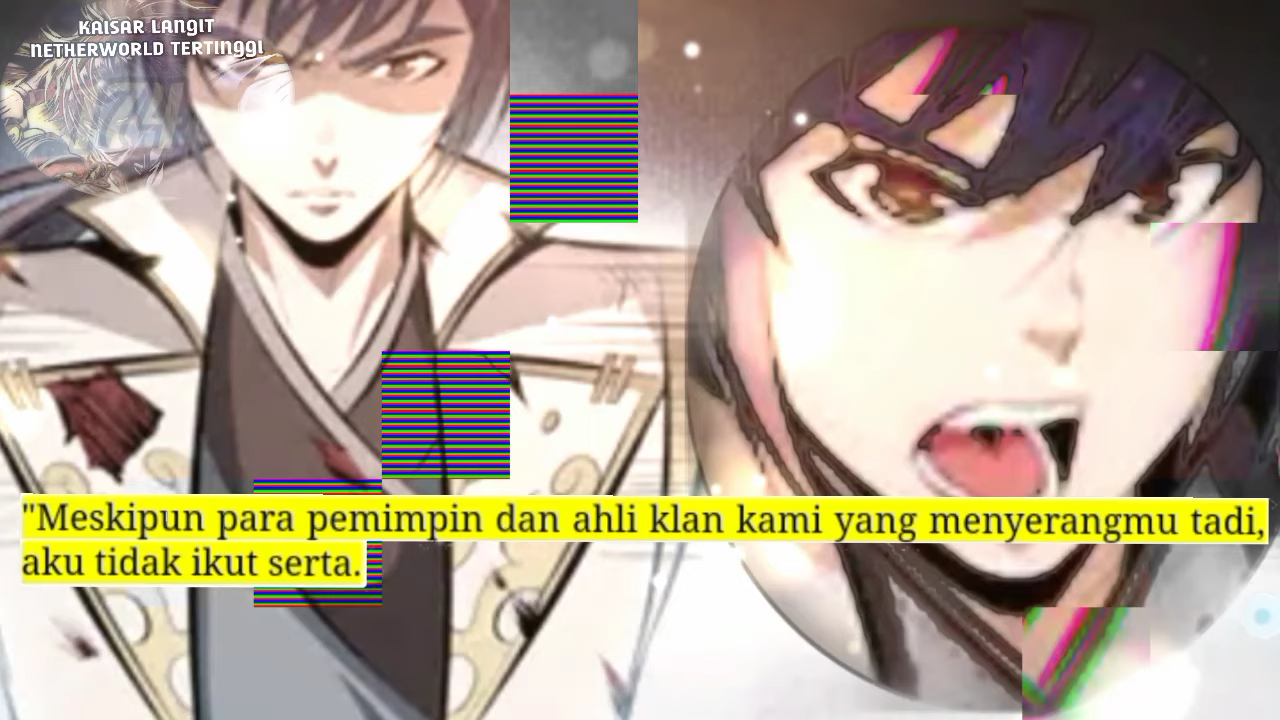 KAISAR LANGIT
NETHERWORLD TERTINGGI
"Meskipun para pemimpin dan ahli klan kami yang menyerangmu tadi,
aku tidak ikut serta.